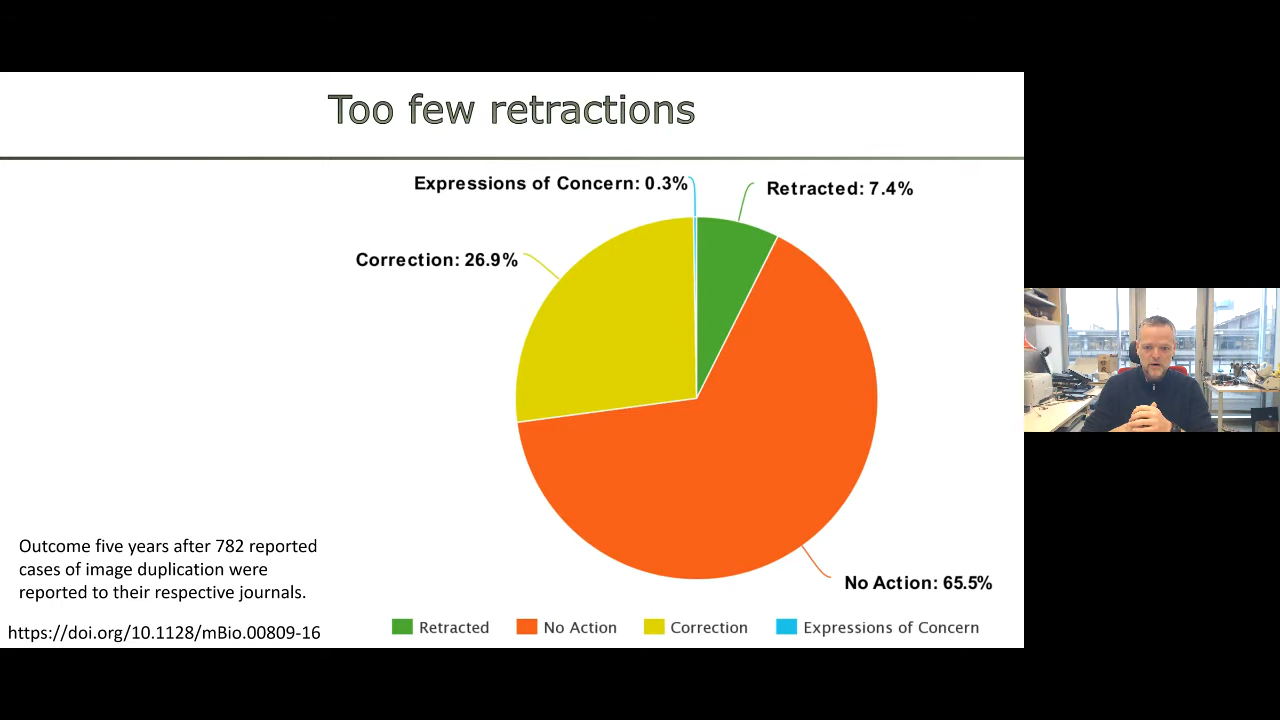 Too few retractions
Expressions of Concern: 0.3%
Retracted: 7.4%
Correction: 26.9%
No Action: 65.5%
Outcome five years after 782 reported
cases of image duplication were
reported to their respective journals.
https://doi.org/10.1128/mBio.00809-16
Retracted
No Action
Correction
Expressions of Concern